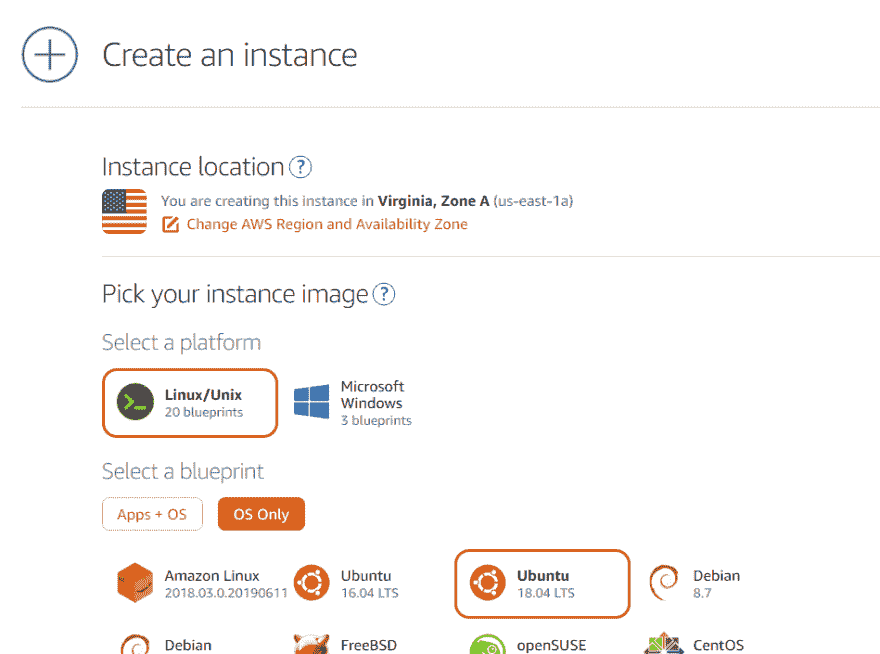 Create an instance
Instance location ?
You are creating this instance in Virginia, Zone A (us-east-1a)
Change AWS Region and Availability Zone
Pick your instance image ?
Select a platform
Linux/Unix
20 blueprints
Microsoft
Windows
3 blueprints
Select a blueprint
Apps + OS
OS Only
Amazon Linux
2018.03.0.20190611
Ubuntu
16.04 LTS
Ubuntu
18.04 LTS
Debian
8.7
Debian
FreeBSD
openSUSE
CentOS